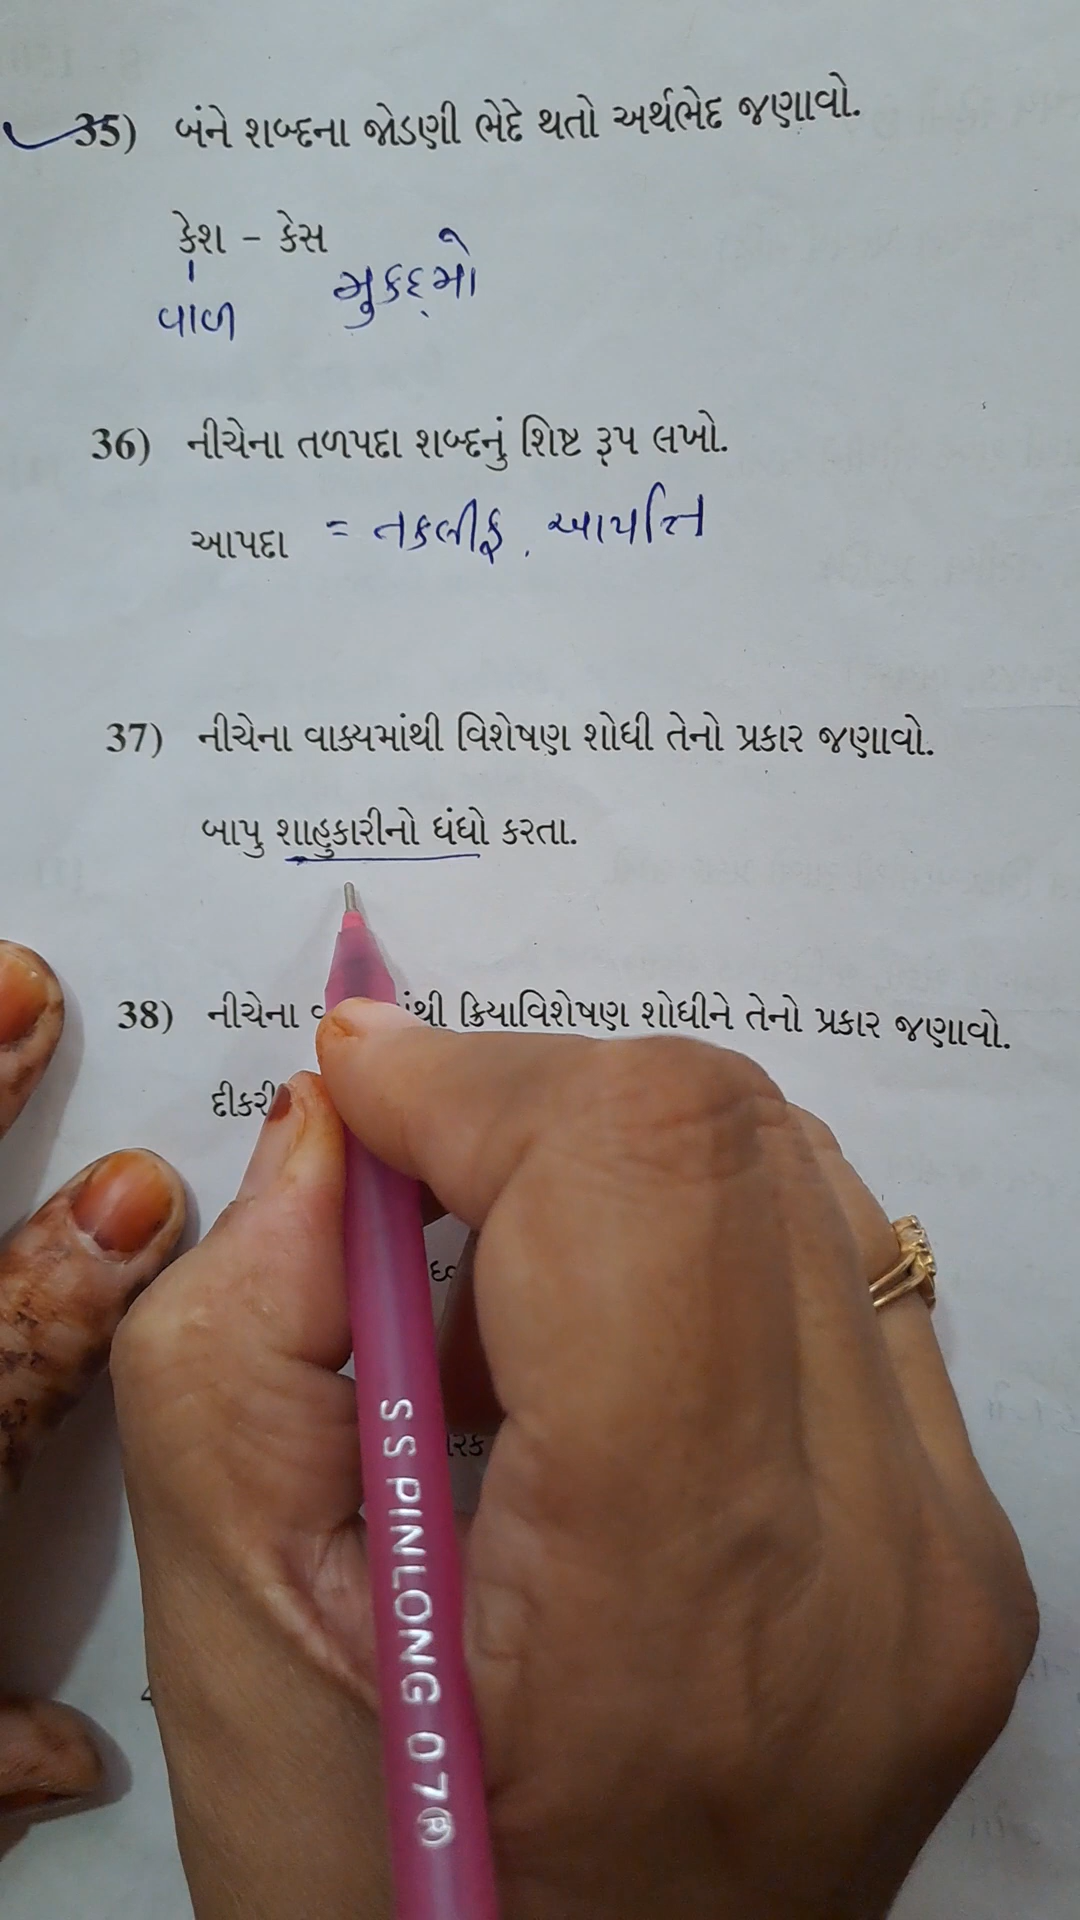 35) બંને શબ્દના જોડણી ભેદે થતો અર્થભેદ જણાવો.
કેશ – કેસ
વાળ મુકદ્દમો
36) નીચેના તળપદા શબ્દનું શિષ્ટ રૂપ લખો.
આપદા = તકલીફ, આપત્તિ
37) નીચેના વાક્યમાંથી વિશેષણ શોધી તેનો પ્રકાર જણાવો.
બાપુ શાહુકારીનો ધંધો કરતા.
38) નીચેના ક્રિયાવિશેષણ શોધીને તેનો પ્રકાર જણાવો.
દીકરી
SS PINLONG 07®